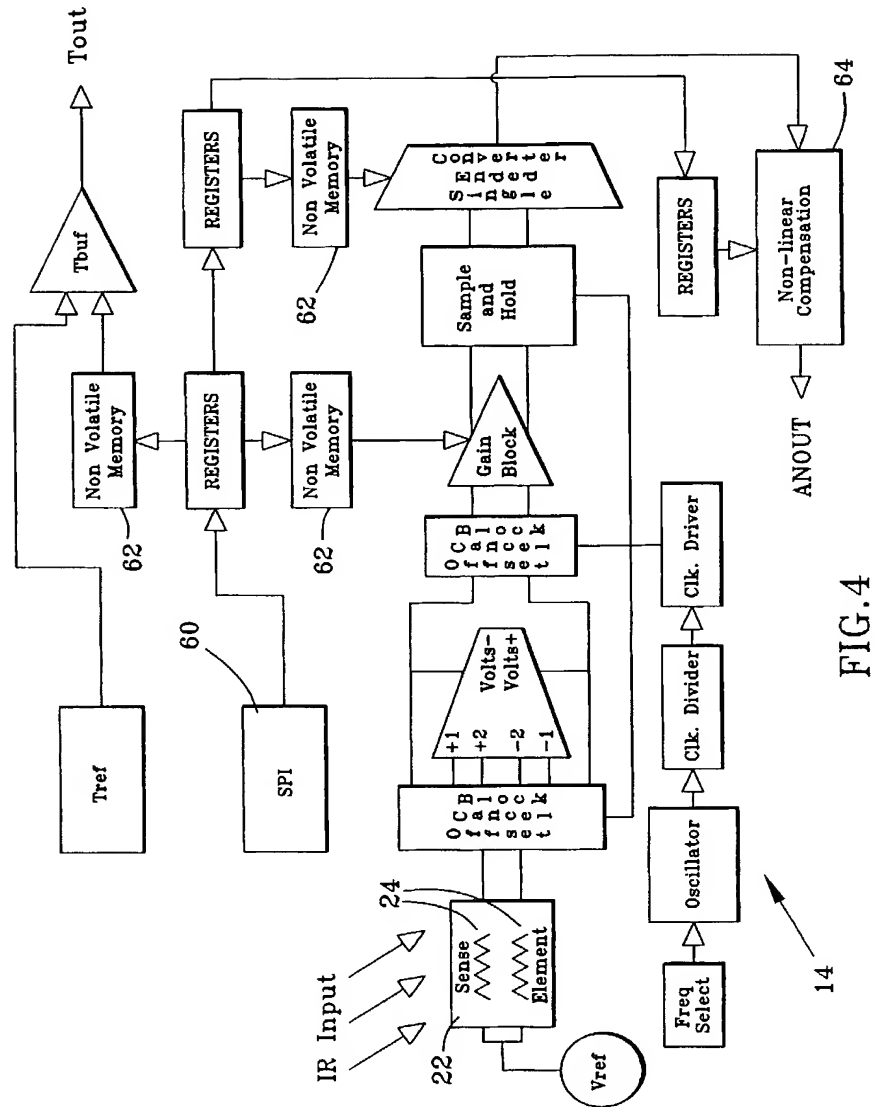 Tout
Tbuf
REGISTERS
Non Volatile
Memory
62
Converter
Ended
Single
REGISTERS
Non-linear
Compensation
64
ANOUT
Non Volatile
Memory
62
REGISTERS
Non Volatile
Memory
62
Sample
and
Hold
Gain
Block
Offset
Cancel
Block
Tref
60
SPI
Volts-
Volts+
+1
+2
-2
-1
Offset
Cancel
Block
IR Input
24
Sense
Element
22
Vref
Freq
Select
Oscillator
Clk. Divider
Clk. Driver
14
FIG.4